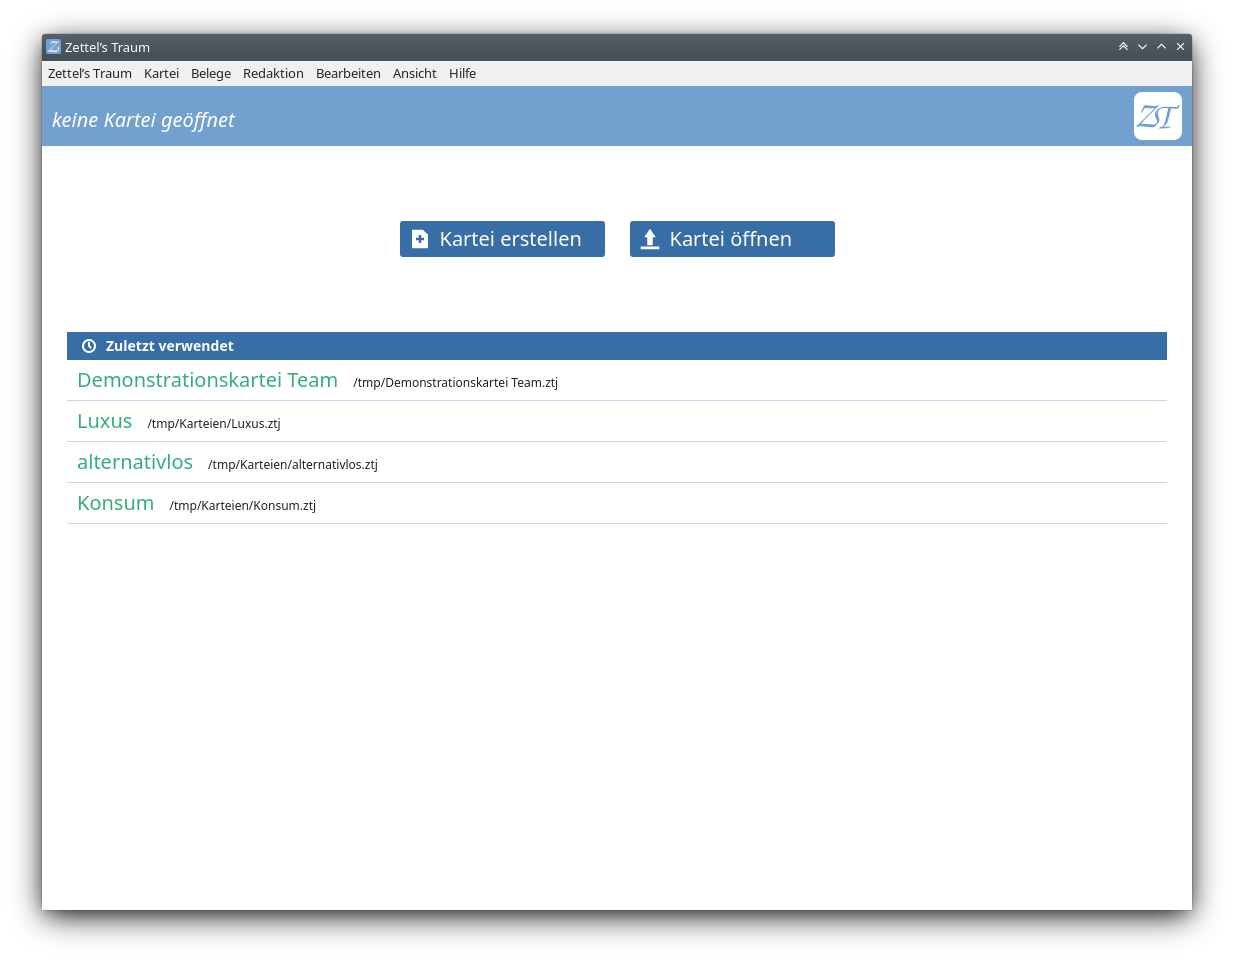 Zettel’s Traum
Zettel’s Traum Kartei Belege Redaktion Bearbeiten Ansicht Hilfe
keine Kartei geöffnet
ZT
Kartei erstellen
Kartei öffnen
Zuletzt verwendet
Demonstrationskartei Team /tmp/Demonstrationskartei Team.ztj
Luxus /tmp/Karteien/Luxus.ztj
alternativlos /tmp/Karteien/alternativlos.ztj
Konsum /tmp/Karteien/Konsum.ztj